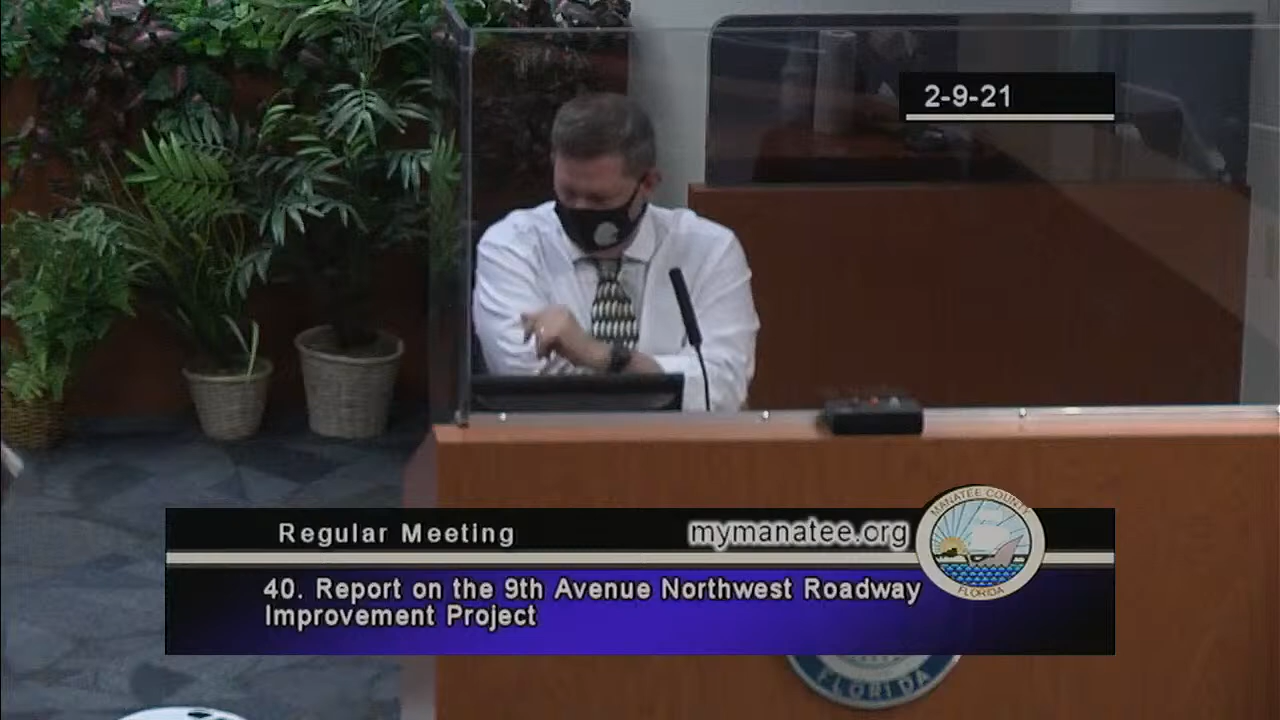 2-9-21
Regular Meeting
mymanatee.org
MANATEE COUNTY
FLORIDA
40. Report on the 9th Avenue Northwest Roadway
Improvement Project
FLORIDA